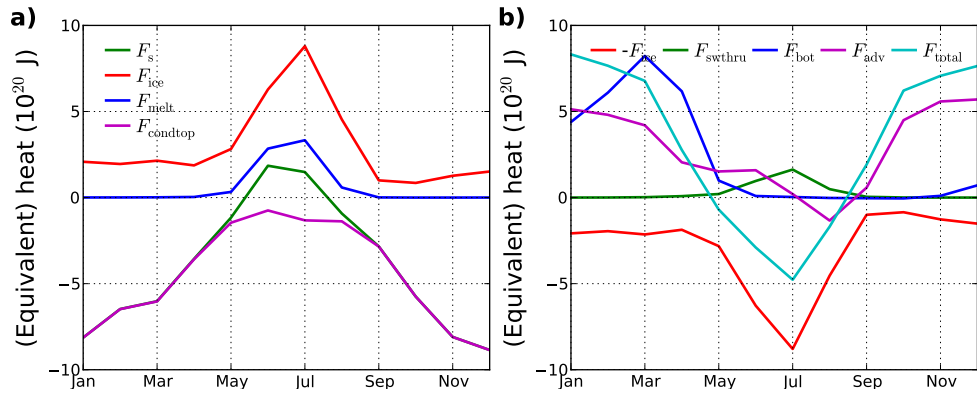 a)
(Equivalent) heat (10^20 J)
10
5
0
−5
−10
F_s
F_ice
F_melt
F_condtop
Jan Mar May Jul Sep Nov
b)
(Equivalent) heat (10^20 J)
10
5
0
−5
−10
-F_ice F_swthru F_bot F_adv F_total
Jan Mar May Jul Sep Nov